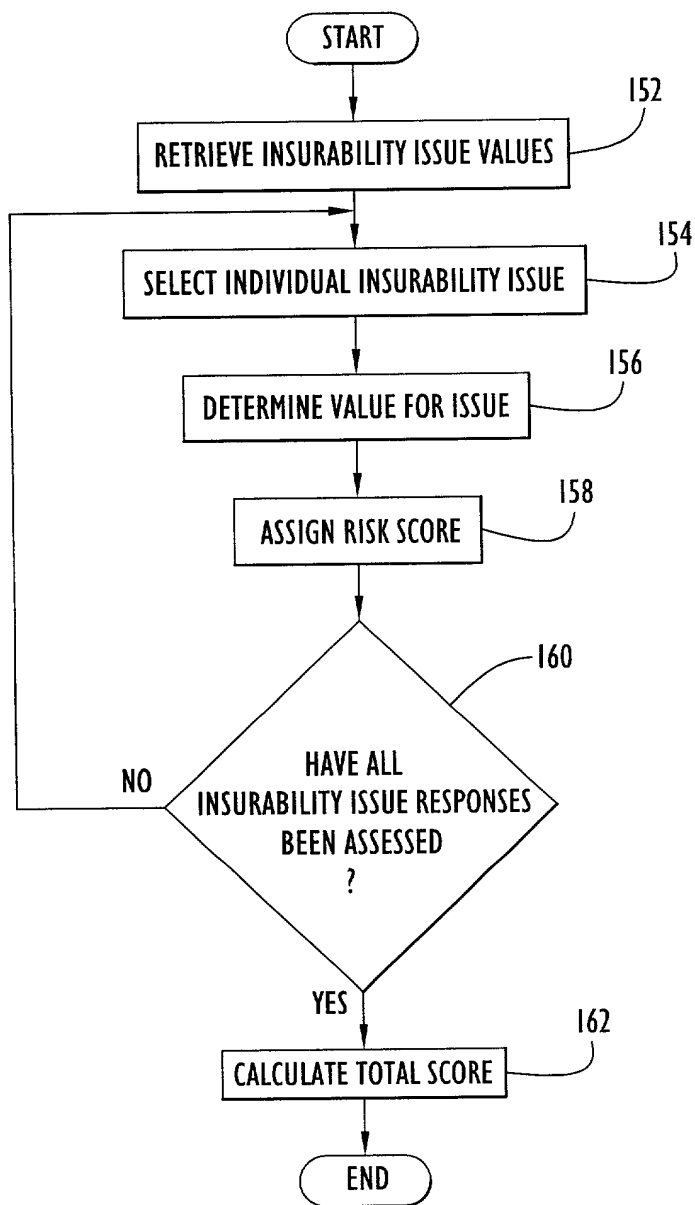 START
152
RETRIEVE INSURABILITY ISSUE VALUES
154
SELECT INDIVIDUAL INSURABILITY ISSUE
156
DETERMINE VALUE FOR ISSUE
158
ASSIGN RISK SCORE
160
NO
HAVE ALL
INSURABILITY ISSUE RESPONSES
BEEN ASSESSED
?
YES
162
CALCULATE TOTAL SCORE
END